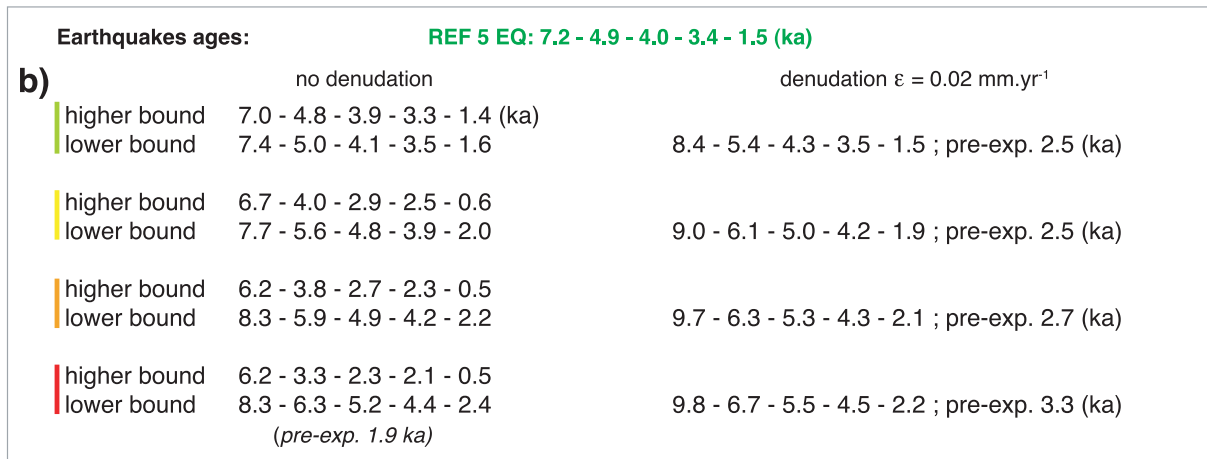 Earthquakes ages: REF 5 EQ: 7.2 - 4.9 - 4.0 - 3.4 - 1.5 (ka)
b) no denudation denudation ε = 0.02 mm.yr⁻¹
higher bound 7.0 - 4.8 - 3.9 - 3.3 - 1.4 (ka)
lower bound 7.4 - 5.0 - 4.1 - 3.5 - 1.6 8.4 - 5.4 - 4.3 - 3.5 - 1.5 ; pre-exp. 2.5 (ka)
higher bound 6.7 - 4.0 - 2.9 - 2.5 - 0.6
lower bound 7.7 - 5.6 - 4.8 - 3.9 - 2.0 9.0 - 6.1 - 5.0 - 4.2 - 1.9 ; pre-exp. 2.5 (ka)
higher bound 6.2 - 3.8 - 2.7 - 2.3 - 0.5
lower bound 8.3 - 5.9 - 4.9 - 4.2 - 2.2 9.7 - 6.3 - 5.3 - 4.3 - 2.1 ; pre-exp. 2.7 (ka)
higher bound 6.2 - 3.3 - 2.3 - 2.1 - 0.5
lower bound 8.3 - 6.3 - 5.2 - 4.4 - 2.4 9.8 - 6.7 - 5.5 - 4.5 - 2.2 ; pre-exp. 3.3 (ka)
(pre-exp. 1.9 ka)